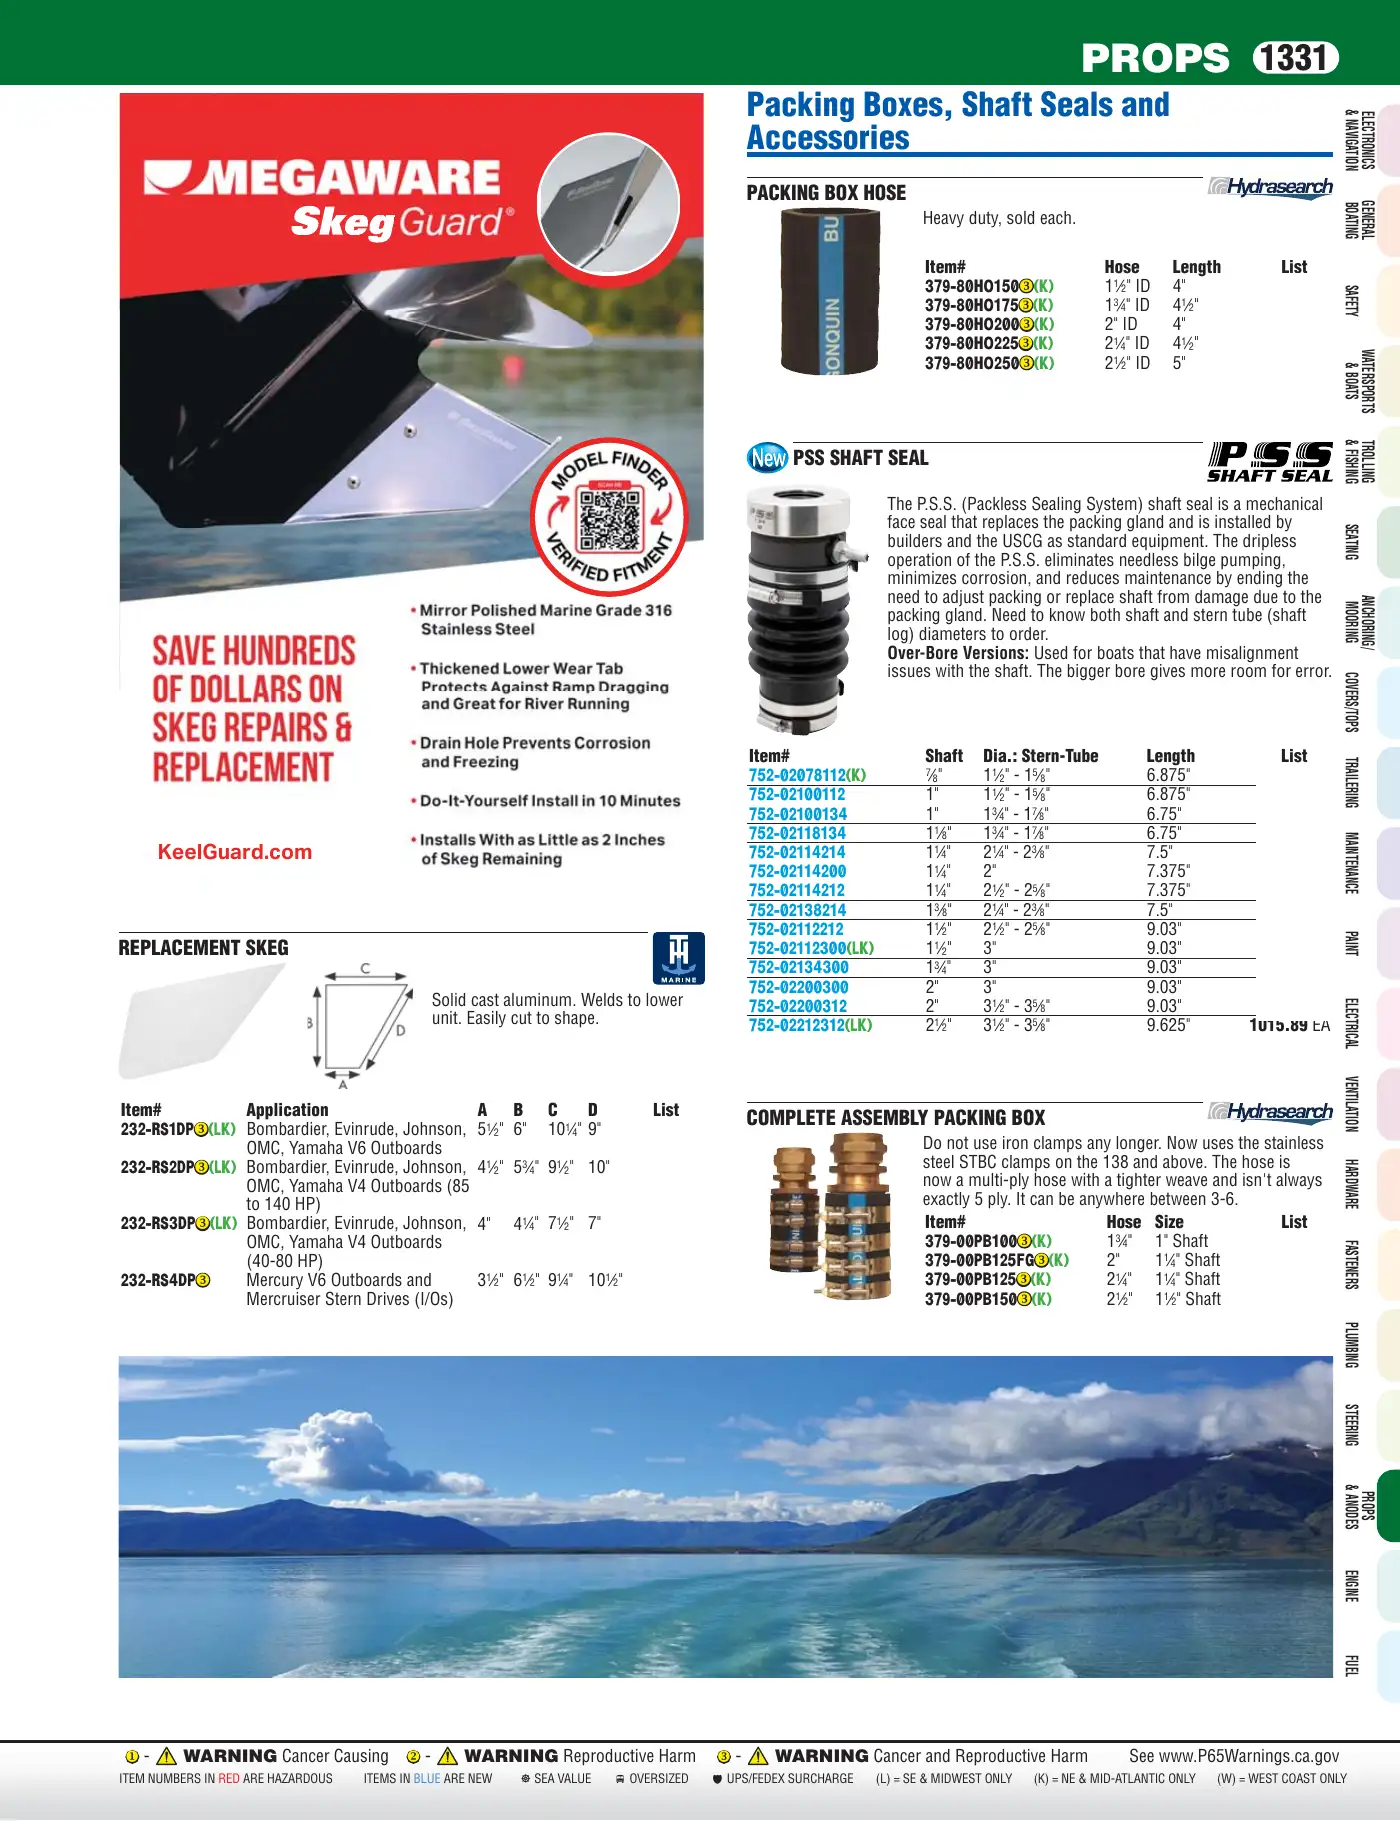 PROPS 1331
MEGAWARE
SkegGuard®
MODEL FINDER
SCAN ME
VERIFIED FITMENT
SAVE HUNDREDS
OF DOLLARS ON
SKEG REPAIRS &
REPLACEMENT
KeelGuard.com
• Mirror Polished Marine Grade 316
Stainless Steel
• Thickened Lower Wear Tab
Protects Against Ramp Dragging
and Great for River Running
• Drain Hole Prevents Corrosion
and Freezing
• Do-It-Yourself Install in 10 Minutes
• Installs With as Little as 2 Inches
of Skeg Remaining
REPLACEMENT SKEG
TH
MARINE
C
B
D
A
Solid cast aluminum. Welds to lower
unit. Easily cut to shape.
Item# Application A B C D List
232-RS1DP③(LK) Bombardier, Evinrude, Johnson, 5½" 6" 10¼" 9"
OMC, Yamaha V6 Outboards
232-RS2DP③(LK) Bombardier, Evinrude, Johnson, 4½" 5¾" 9½" 10"
OMC, Yamaha V4 Outboards (85
to 140 HP)
232-RS3DP③(LK) Bombardier, Evinrude, Johnson, 4" 4¼" 7½" 7"
OMC, Yamaha V4 Outboards
(40-80 HP)
232-RS4DP③ Mercury V6 Outboards and 3½" 6½" 9¼" 10½"
Mercruiser Stern Drives (I/Os)
Packing Boxes, Shaft Seals and
Accessories
PACKING BOX HOSE
Hydrasearch
BU
GONQUIN
Heavy duty, sold each.
Item# Hose Length List
379-80HO150③(K) 1½" ID 4"
379-80HO175③(K) 1¾" ID 4½"
379-80HO200③(K) 2" ID 4"
379-80HO225③(K) 2¼" ID 4½"
379-80HO250③(K) 2½" ID 5"
New PSS SHAFT SEAL
P.S.S
SHAFT SEAL
The P.S.S. (Packless Sealing System) shaft seal is a mechanical
face seal that replaces the packing gland and is installed by
builders and the USCG as standard equipment. The dripless
operation of the P.S.S. eliminates needless bilge pumping,
minimizes corrosion, and reduces maintenance by ending the
need to adjust packing or replace shaft from damage due to the
packing gland. Need to know both shaft and stern tube (shaft
log) diameters to order.
Over-Bore Versions: Used for boats that have misalignment
issues with the shaft. The bigger bore gives more room for error.
Item# Shaft Dia.: Stern-Tube Length List
752-02078112(K) ⅞" 1½" - 1⅝" 6.875"
752-02100112 1" 1½" - 1⅝" 6.875"
752-02100134 1" 1¾" - 1⅞" 6.75"
752-02118134 1⅛" 1¾" - 1⅞" 6.75"
752-02114214 1¼" 2¼" - 2⅜" 7.5"
752-02114200 1¼" 2" 7.375"
752-02114212 1¼" 2½" - 2⅝" 7.375"
752-02138214 1⅜" 2¼" - 2⅜" 7.5"
752-02112212 1½" 2½" - 2⅝" 9.03"
752-02112300(LK) 1½" 3" 9.03"
752-02134300 1¾" 3" 9.03"
752-02200300 2" 3" 9.03"
752-02200312 2" 3½" - 3⅝" 9.03"
752-02212312(LK) 2½" 3½" - 3⅝" 9.625" 1015.89 EA
COMPLETE ASSEMBLY PACKING BOX
Hydrasearch
Do not use iron clamps any longer. Now uses the stainless
steel STBC clamps on the 138 and above. The hose is
now a multi-ply hose with a tighter weave and isn't always
exactly 5 ply. It can be anywhere between 3-6.
Item# Hose Size List
379-00PB100③(K) 1¾" 1" Shaft
379-00PB125FG③(K) 2" 1¼" Shaft
379-00PB125③(K) 2¼" 1¼" Shaft
379-00PB150③(K) 2½" 1½" Shaft
ELECTRONICS
& NAVIGATION
GENERAL
BOATING
SAFETY
WATERSPORTS
& BOATS
TROLLING
& FISHING
SEATING
ANCHORING/
MOORING
COVERS/TOPS
TRAILERING
MAINTENANCE
PAINT
ELECTRICAL
VENTILATION
HARDWARE
FASTENERS
PLUMBING
STEERING
PROPS
& ANODES
ENGINE
FUEL
① - WARNING Cancer Causing ② - WARNING Reproductive Harm ③ - WARNING Cancer and Reproductive Harm See www.P65Warnings.ca.gov
ITEM NUMBERS IN RED ARE HAZARDOUS ITEMS IN BLUE ARE NEW SEA VALUE OVERSIZED UPS/FEDEX SURCHARGE (L) = SE & MIDWEST ONLY (K) = NE & MID-ATLANTIC ONLY (W) = WEST COAST ONLY